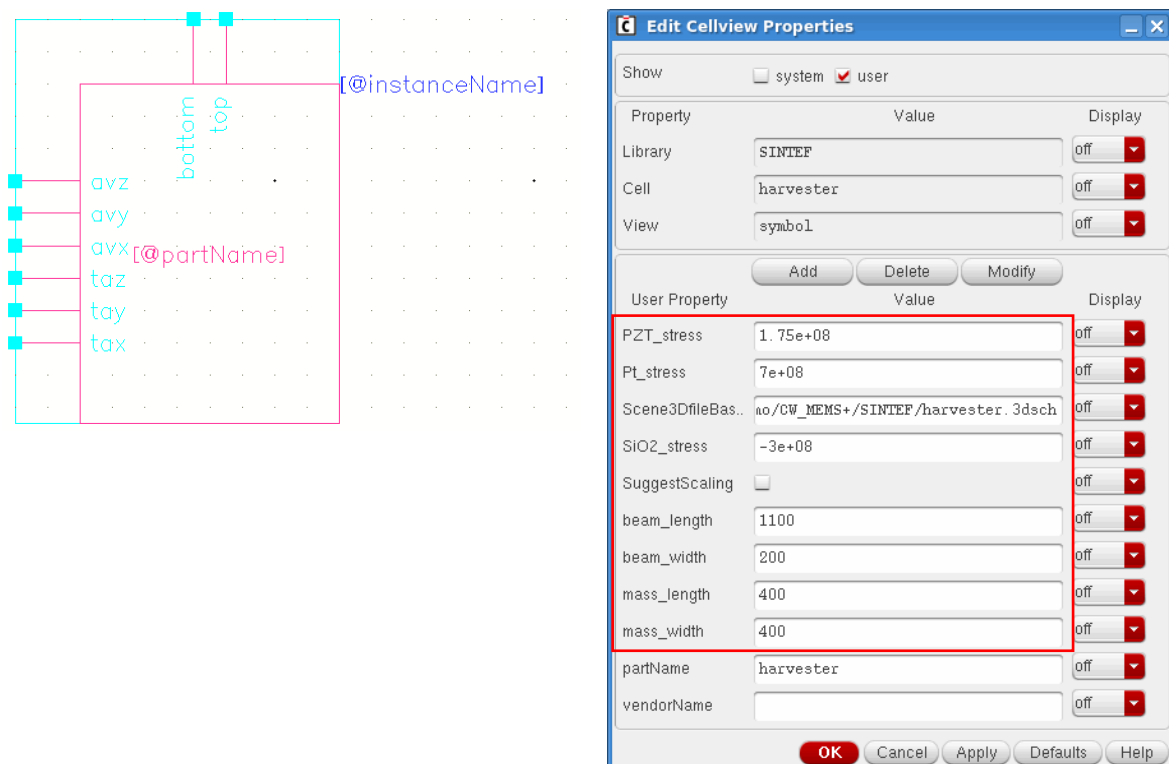 [@instanceName]
bottom
top
avz
avy
avx
[@partName]
taz
tay
tax
Edit Cellview Properties
Show system user
Property Value Display
Library SINTEF off
Cell harvester off
View symbol off
Add Delete Modify
User Property Value Display
PZT_stress 1.75e+08 off
Pt_stress 7e+08 off
Scene3DfileBas.. no/CW_MEMS+/SINTEF/harvester.3dsch off
SiO2_stress -3e+08 off
SuggestScaling off
beam_length 1100 off
beam_width 200 off
mass_length 400 off
mass_width 400 off
partName harvester off
vendorName off
OK Cancel Apply Defaults Help